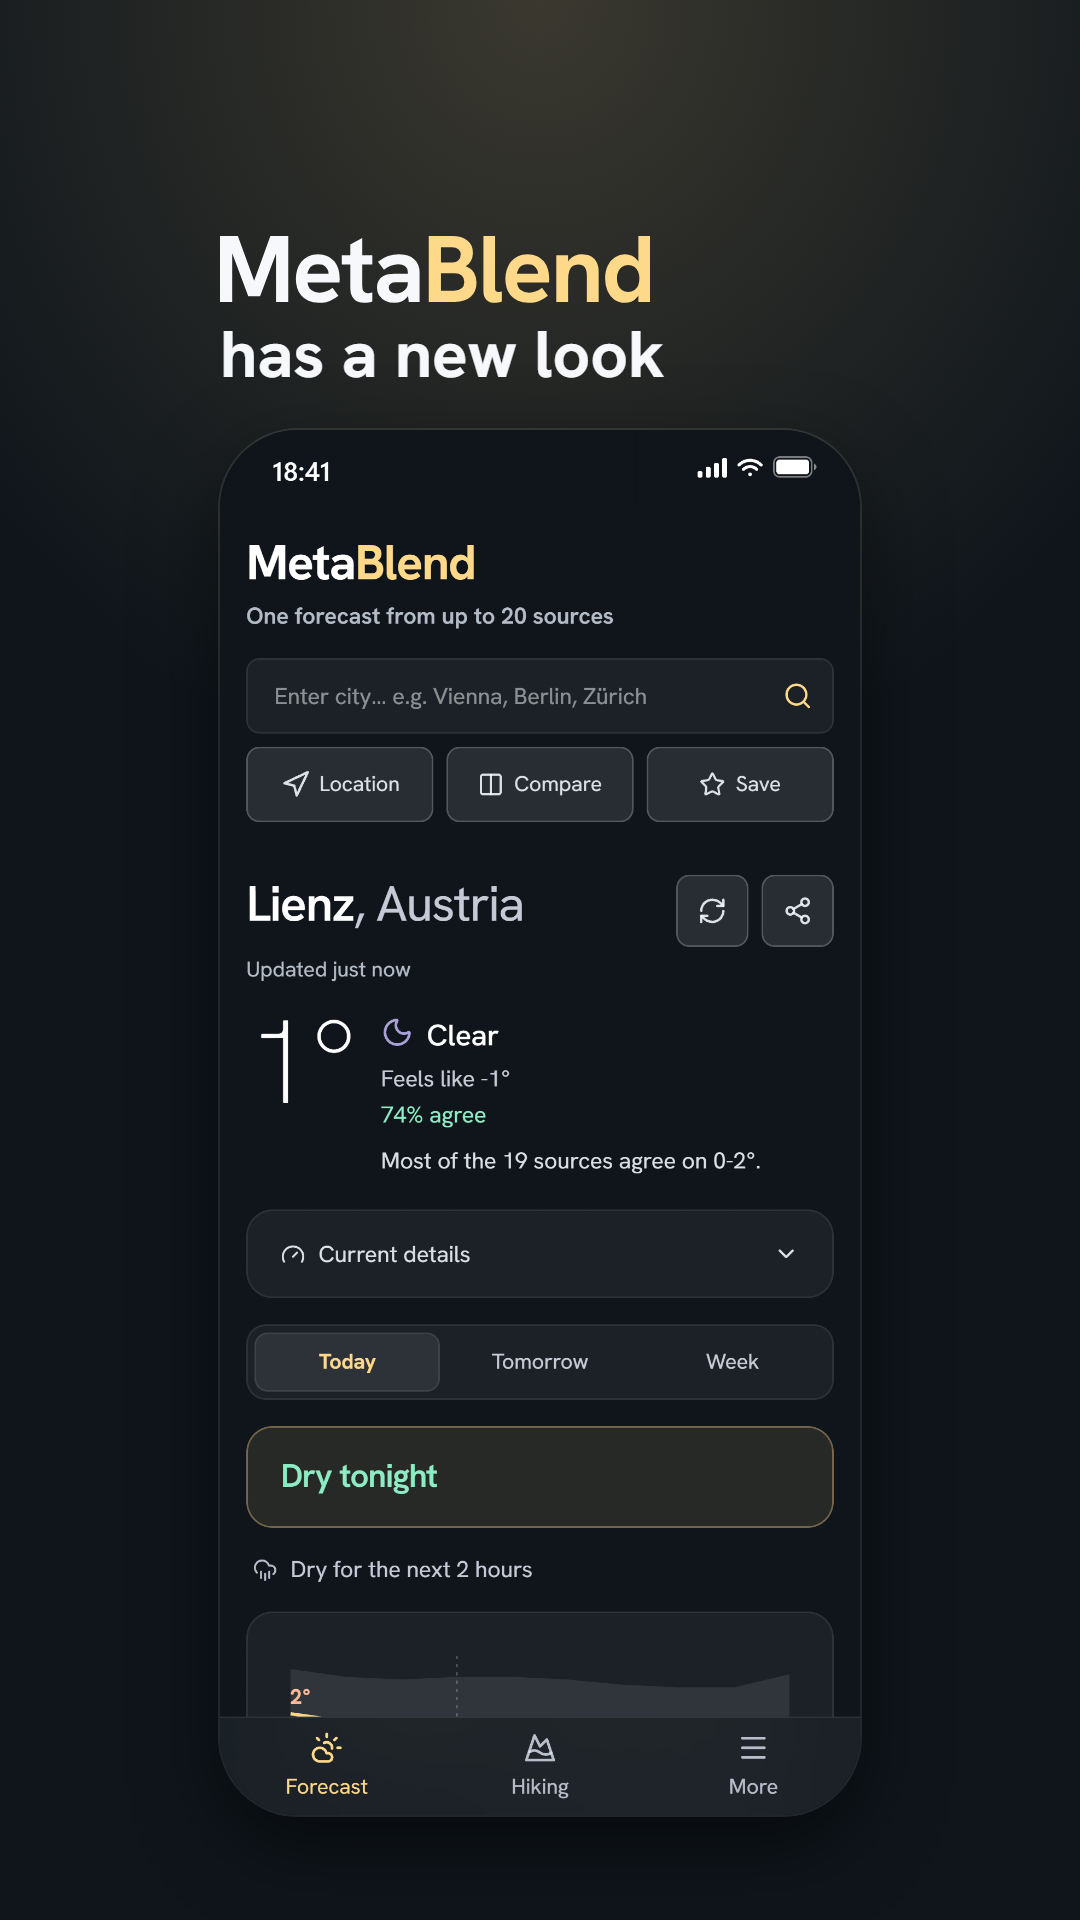 MetaBlend
has a new look
18:41
MetaBlend
One forecast from up to 20 sources
Enter city... e.g. Vienna, Berlin, Zürich
Location
Compare
Save
Lienz, Austria
Updated just now
1°
Clear
Feels like -1°
74% agree
Most of the 19 sources agree on 0-2°.
Current details
Today
Tomorrow
Week
Dry tonight
Dry for the next 2 hours
2°
Forecast
Hiking
More